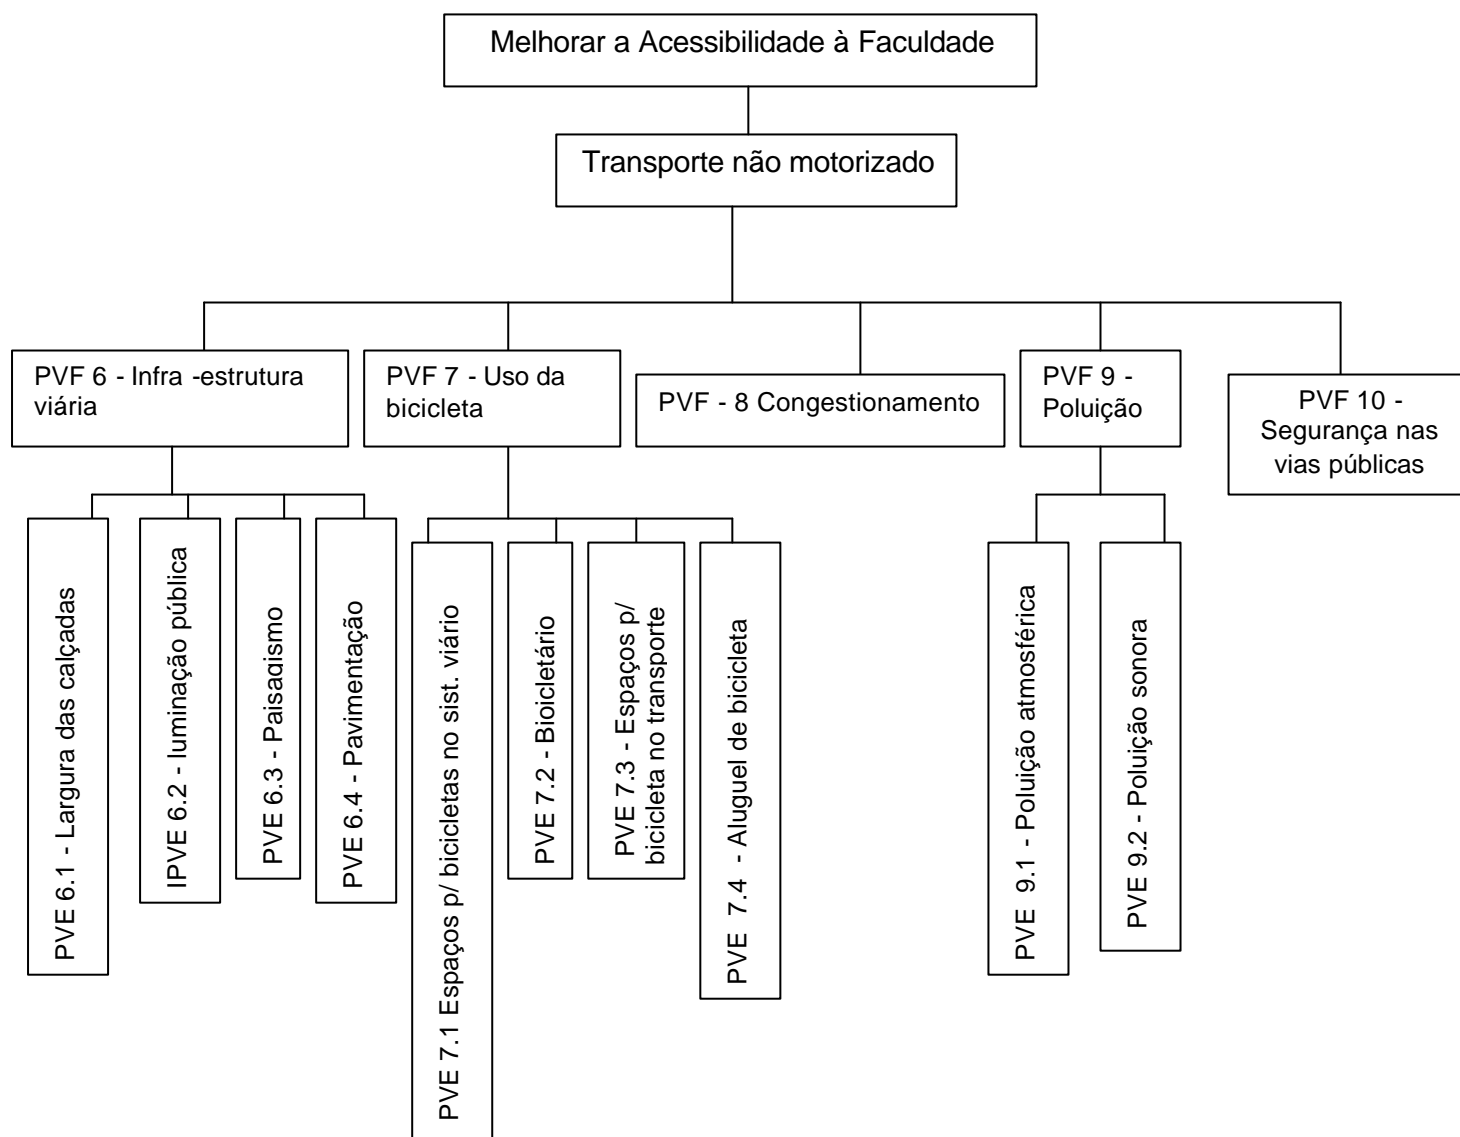 Melhorar a Acessibilidade à Faculdade
Transporte não motorizado
PVF 6 - Infra -estrutura
viária
PVF 7 - Uso da
bicicleta
PVF - 8 Congestionamento
PVF 9 -
Poluição
PVF 10 -
Segurança nas
vias públicas
PVE 6.1 - Largura das calçadas
IPVE 6.2 - luminação pública
PVE 6.3 - Paisagismo
PVE 6.4 - Pavimentação
PVE 7.1 Espaços p/ bicicletas no sist. viário
PVE 7.2 - Bioicletário
PVE 7.3 - Espaços p/
bicicleta no transporte
PVE 7.4 - Aluguel de bicicleta
PVE 9.1 - Poluição atmosférica
PVE 9.2 - Poluição sonora